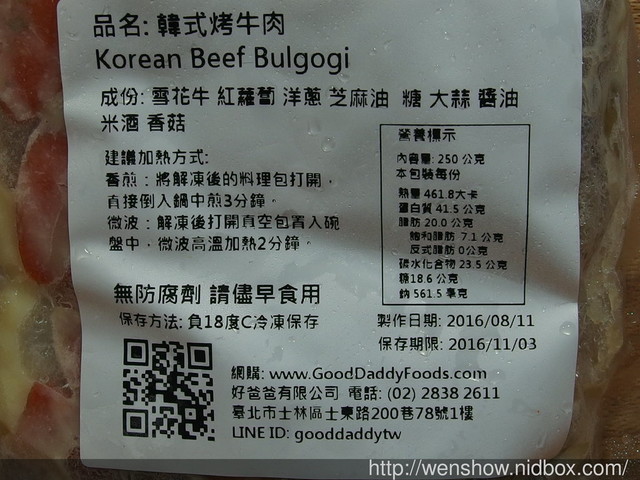 品名: 韓式烤牛肉
Korean Beef Bulgogi
成份: 雪花牛 紅蘿蔔 洋蔥 芝麻油 糖 大蒜 醬油
米酒 香菇
建議加熱方式:
香煎：將解凍後的料理包打開，
直接倒入鍋中煎3分鐘。
微波：解凍後打開真空包置入碗
盤中，微波高溫加熱2分鐘。
營養標示
內容量: 250 公克
本包裝每份
熱量 461.8大卡
蛋白質 41.5 公克
脂肪 20.0 公克
飽和脂肪 7.1 公克
反式脂肪 0公克
碳水化合物 23.5 公克
糖18.6 公克
鈉 561.5 毫克
無防腐劑 請儘早食用
保存方法: 負18度C冷凍保存
製作日期: 2016/08/11
保存期限: 2016/11/03
網購: www.GoodDaddyFoods.com
好爸爸有限公司 電話: (02) 2838 2611
臺北市士林區士東路200巷78號1樓
LINE ID: gooddaddytw
http://wenshow.nidbox.com/